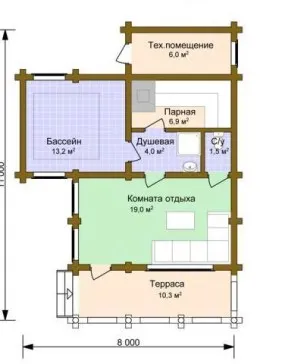 Тех.помещение
6,0 м²
Парная
6,9 м²
Бассейн
13,2 м²
Душевая
4,0 м²
С/у
1,5 м²
Комната отдыха
19,0 м²
Терраса
10,3 м²
11 000
8 000